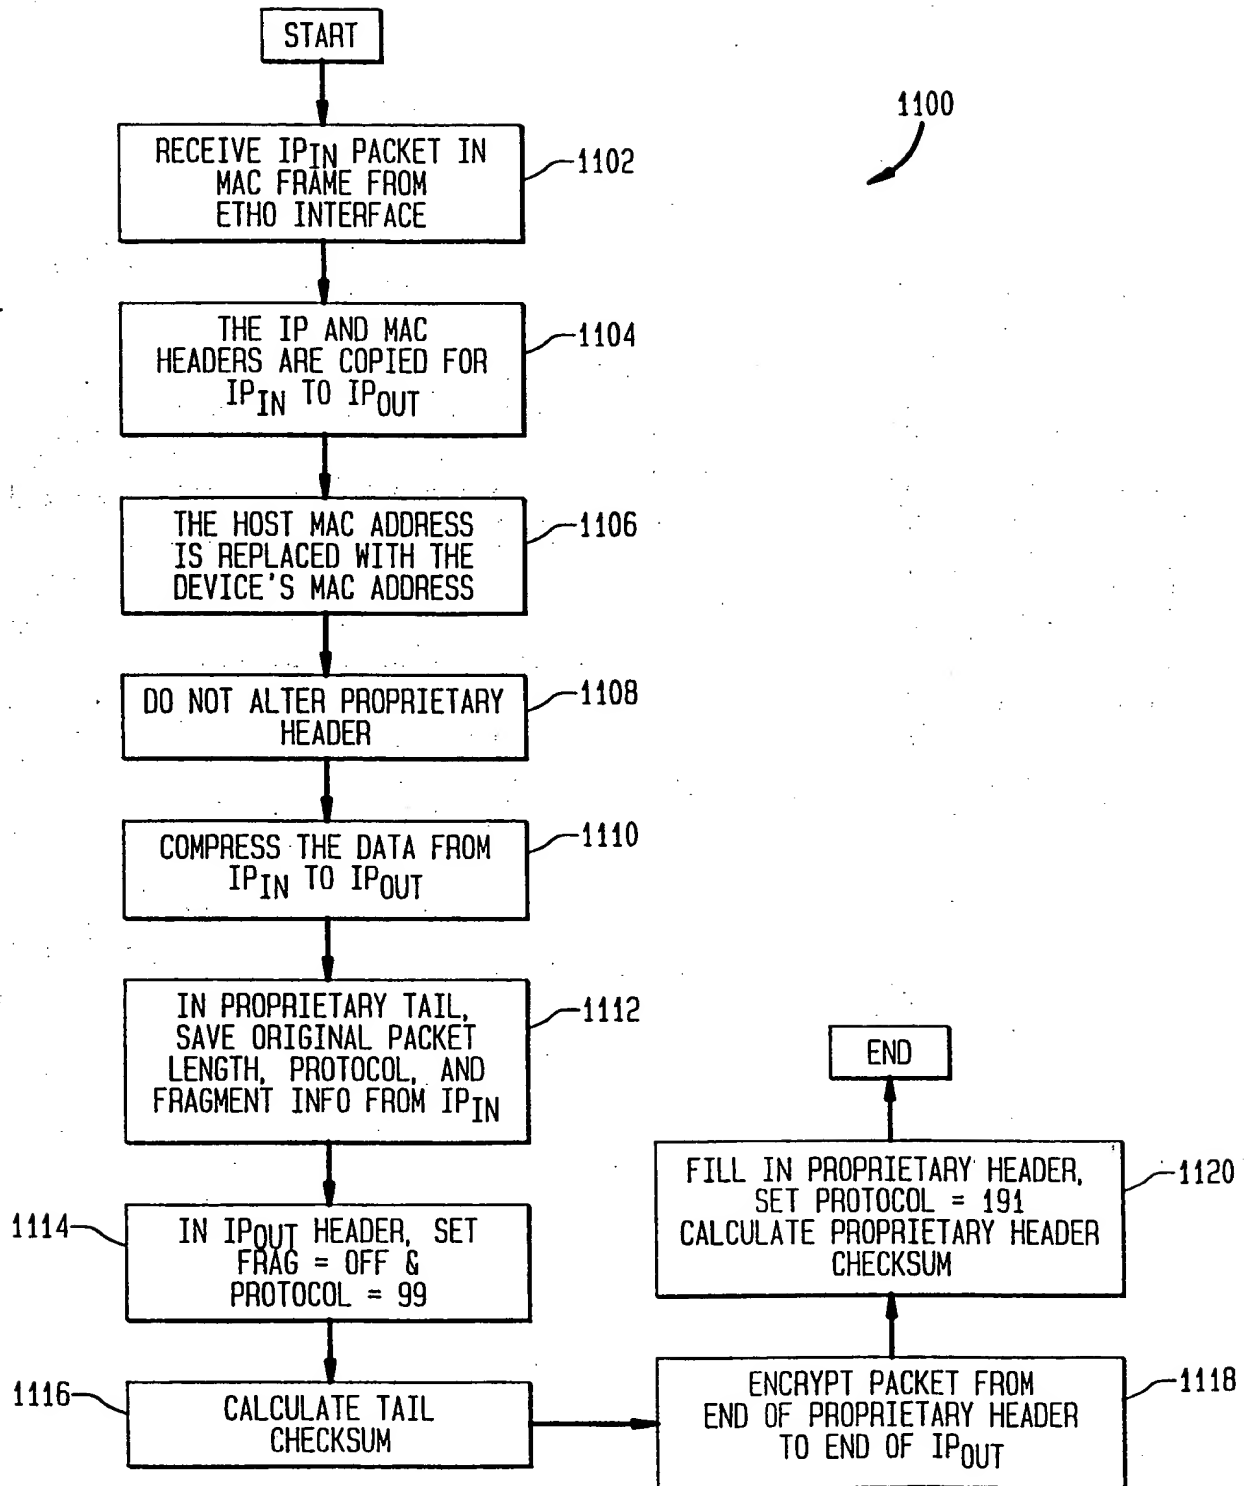 START
1100
RECEIVE IPIN PACKET IN
MAC FRAME FROM
ETHO INTERFACE
1102
THE IP AND MAC
HEADERS ARE COPIED FOR
IPIN TO IPOUT
1104
THE HOST MAC ADDRESS
IS REPLACED WITH THE
DEVICE'S MAC ADDRESS
1106
DO NOT ALTER PROPRIETARY
HEADER
1108
COMPRESS THE DATA FROM
IPIN TO IPOUT
1110
IN PROPRIETARY TAIL,
SAVE ORIGINAL PACKET
LENGTH, PROTOCOL, AND
FRAGMENT INFO FROM IPIN
1112
1114
IN IPOUT HEADER, SET
FRAG = OFF &
PROTOCOL = 99
1116
CALCULATE TAIL
CHECKSUM
ENCRYPT PACKET FROM
END OF PROPRIETARY HEADER
TO END OF IPOUT
1118
FILL IN PROPRIETARY HEADER,
SET PROTOCOL = 191
CALCULATE PROPRIETARY HEADER
CHECKSUM
1120
END